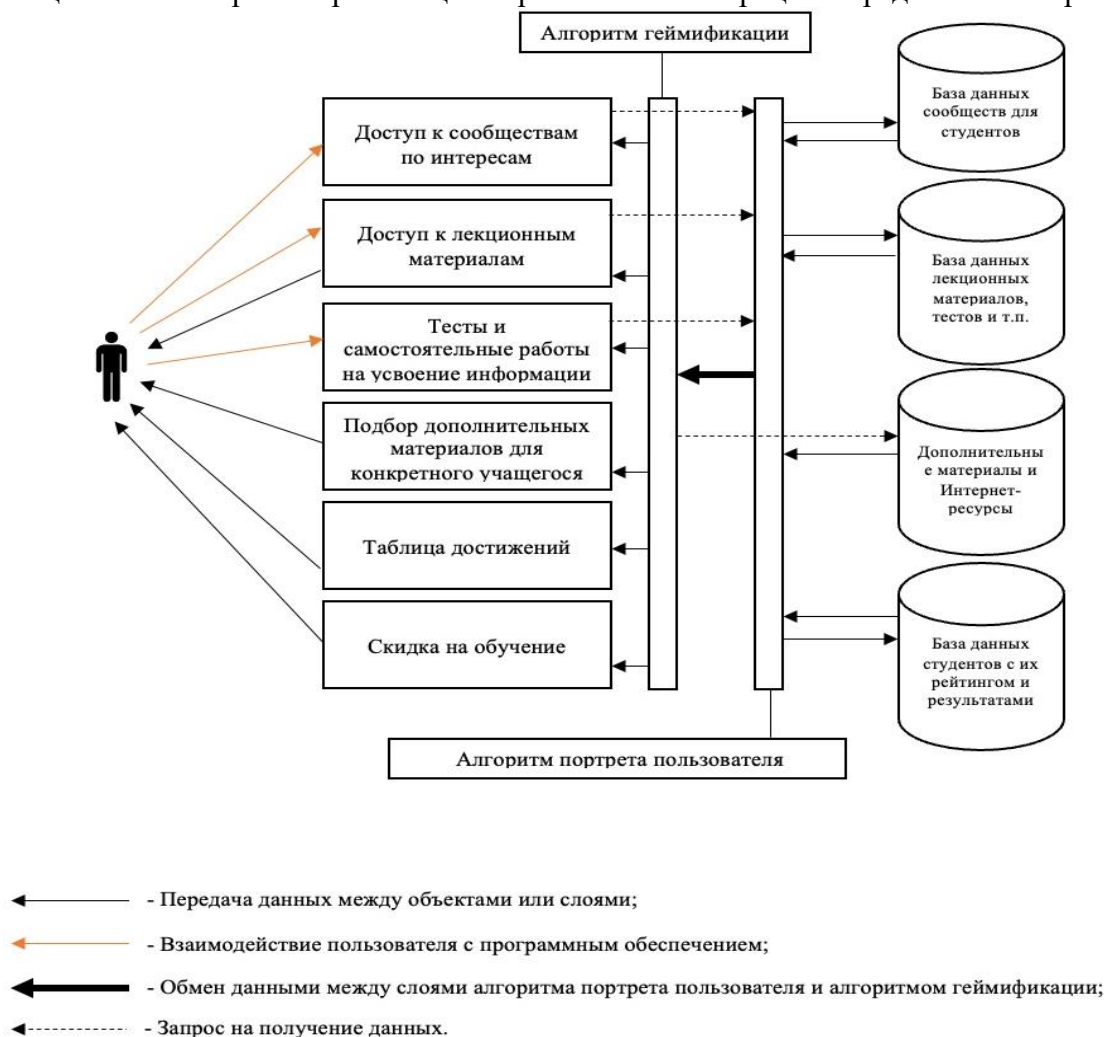 Алгоритм геймификации
Доступ к сообществам
по интересам
Доступ к лекционным
материалам
Тесты и
самостоятельные работы
на усвоение информации
Подбор дополнительных
материалов для
конкретного учащегося
Таблица достижений
Скидка на обучение
Алгоритм портрета пользователя
База данных
сообществ для
студентов
База данных
лекционных
материалов,
тестов и т.п.
Дополнительны
е материалы и
Интернет-
ресурсы
База данных
студентов с их
рейтингом и
результатами
- Передача данных между объектами или слоями;
- Взаимодействие пользователя с программным обеспечением;
- Обмен данными между слоями алгоритма портрета пользователя и алгоритмом геймификации;
- Запрос на получение данных.